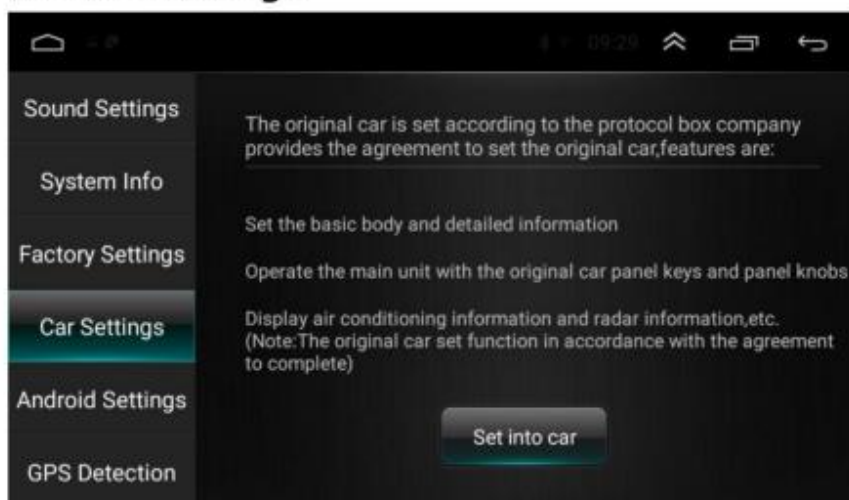 09:29
Sound Settings
System Info
Factory Settings
Car Settings
Android Settings
GPS Detection
The original car is set according to the protocol box company
provides the agreement to set the original car,features are:
Set the basic body and detailed information
Operate the main unit with the original car panel keys and panel knobs
Display air conditioning information and radar information,etc.
(Note:The original car set function in accordance with the agreement
to complete)
Set into car